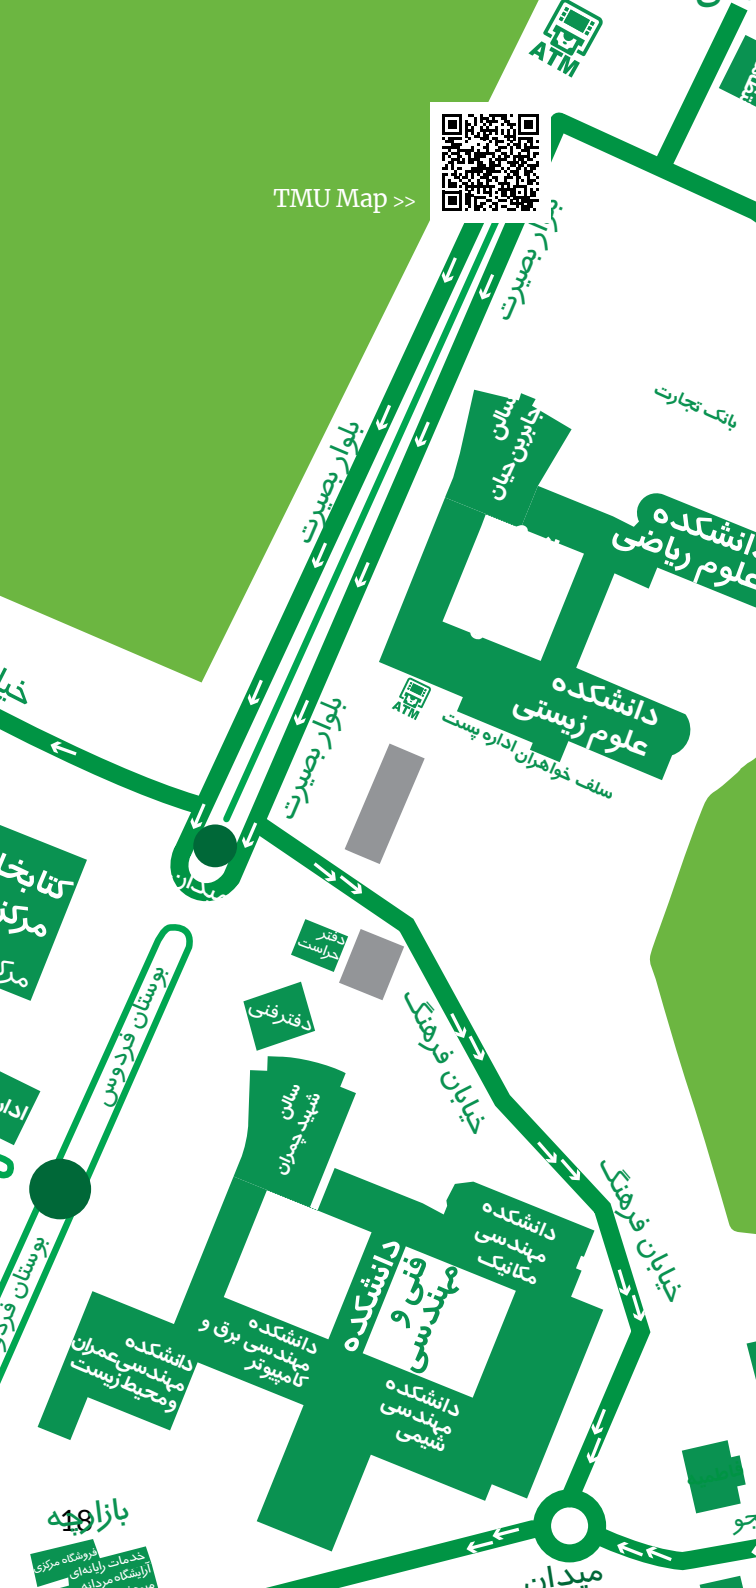 ATM
TMU Map >>
بلوار بصیرت
بانک تجارت
سالن
جابربن‌حیان
بلوار بصیرت
دانشکده
علوم ریاضی
دانشکده
علوم زیستی
ATM
سلف خواهران اداره پست
بلوار بصیرت
میدان
دفتر
حراست
دفترفنی
بوستان فردوس
خیابان فرهنگ
سالن
شهید چمران
خیابان فرهنگ
دانشکده
مهندسی
مکانیک
دانشکده
فنی و
مهندسی
دانشکده
مهندسی برق و
کامپیوتر
دانشکده
مهندسی‌عمران
ومحیط‌زیست
دانشکده
مهندسی
شیمی
بازارچه
18
فروشگاه مرکزی
خدمات رایانه‌ای
آرایشگاه مردانه
میدان